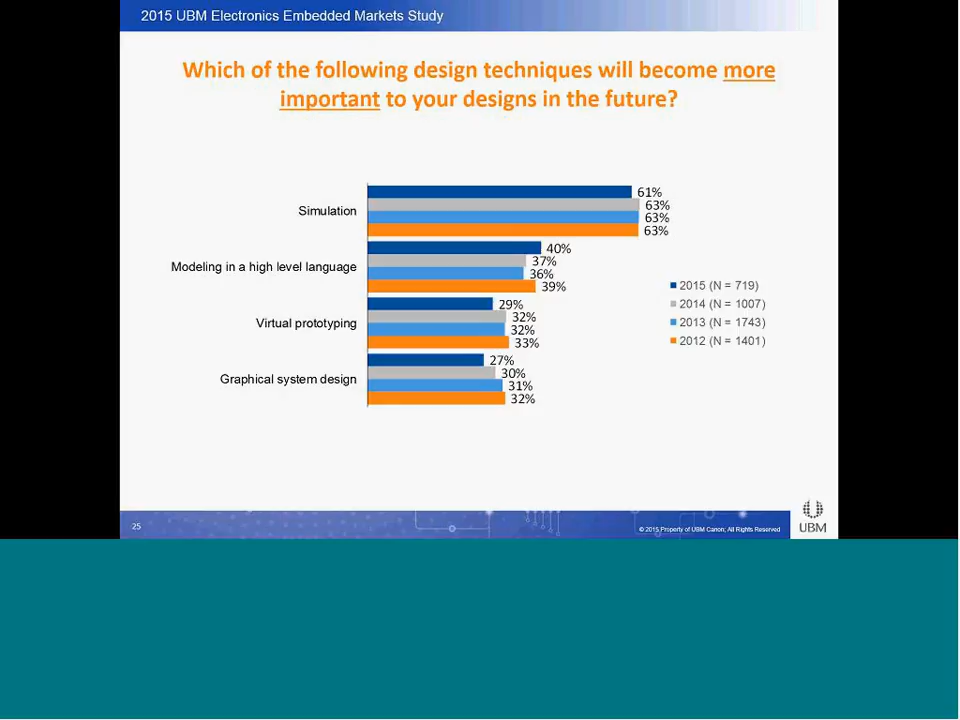 2015 UBM Electronics Embedded Markets Study
Which of the following design techniques will become more
important to your designs in the future?
Simulation
61%
63%
63%
63%
Modeling in a high level language
40%
37%
36%
39%
Virtual prototyping
29%
32%
32%
33%
Graphical system design
27%
30%
31%
32%
2015 (N = 719)
2014 (N = 1007)
2013 (N = 1743)
2012 (N = 1401)
25
© 2015 Property of UBM Canon; All Rights Reserved
UBM